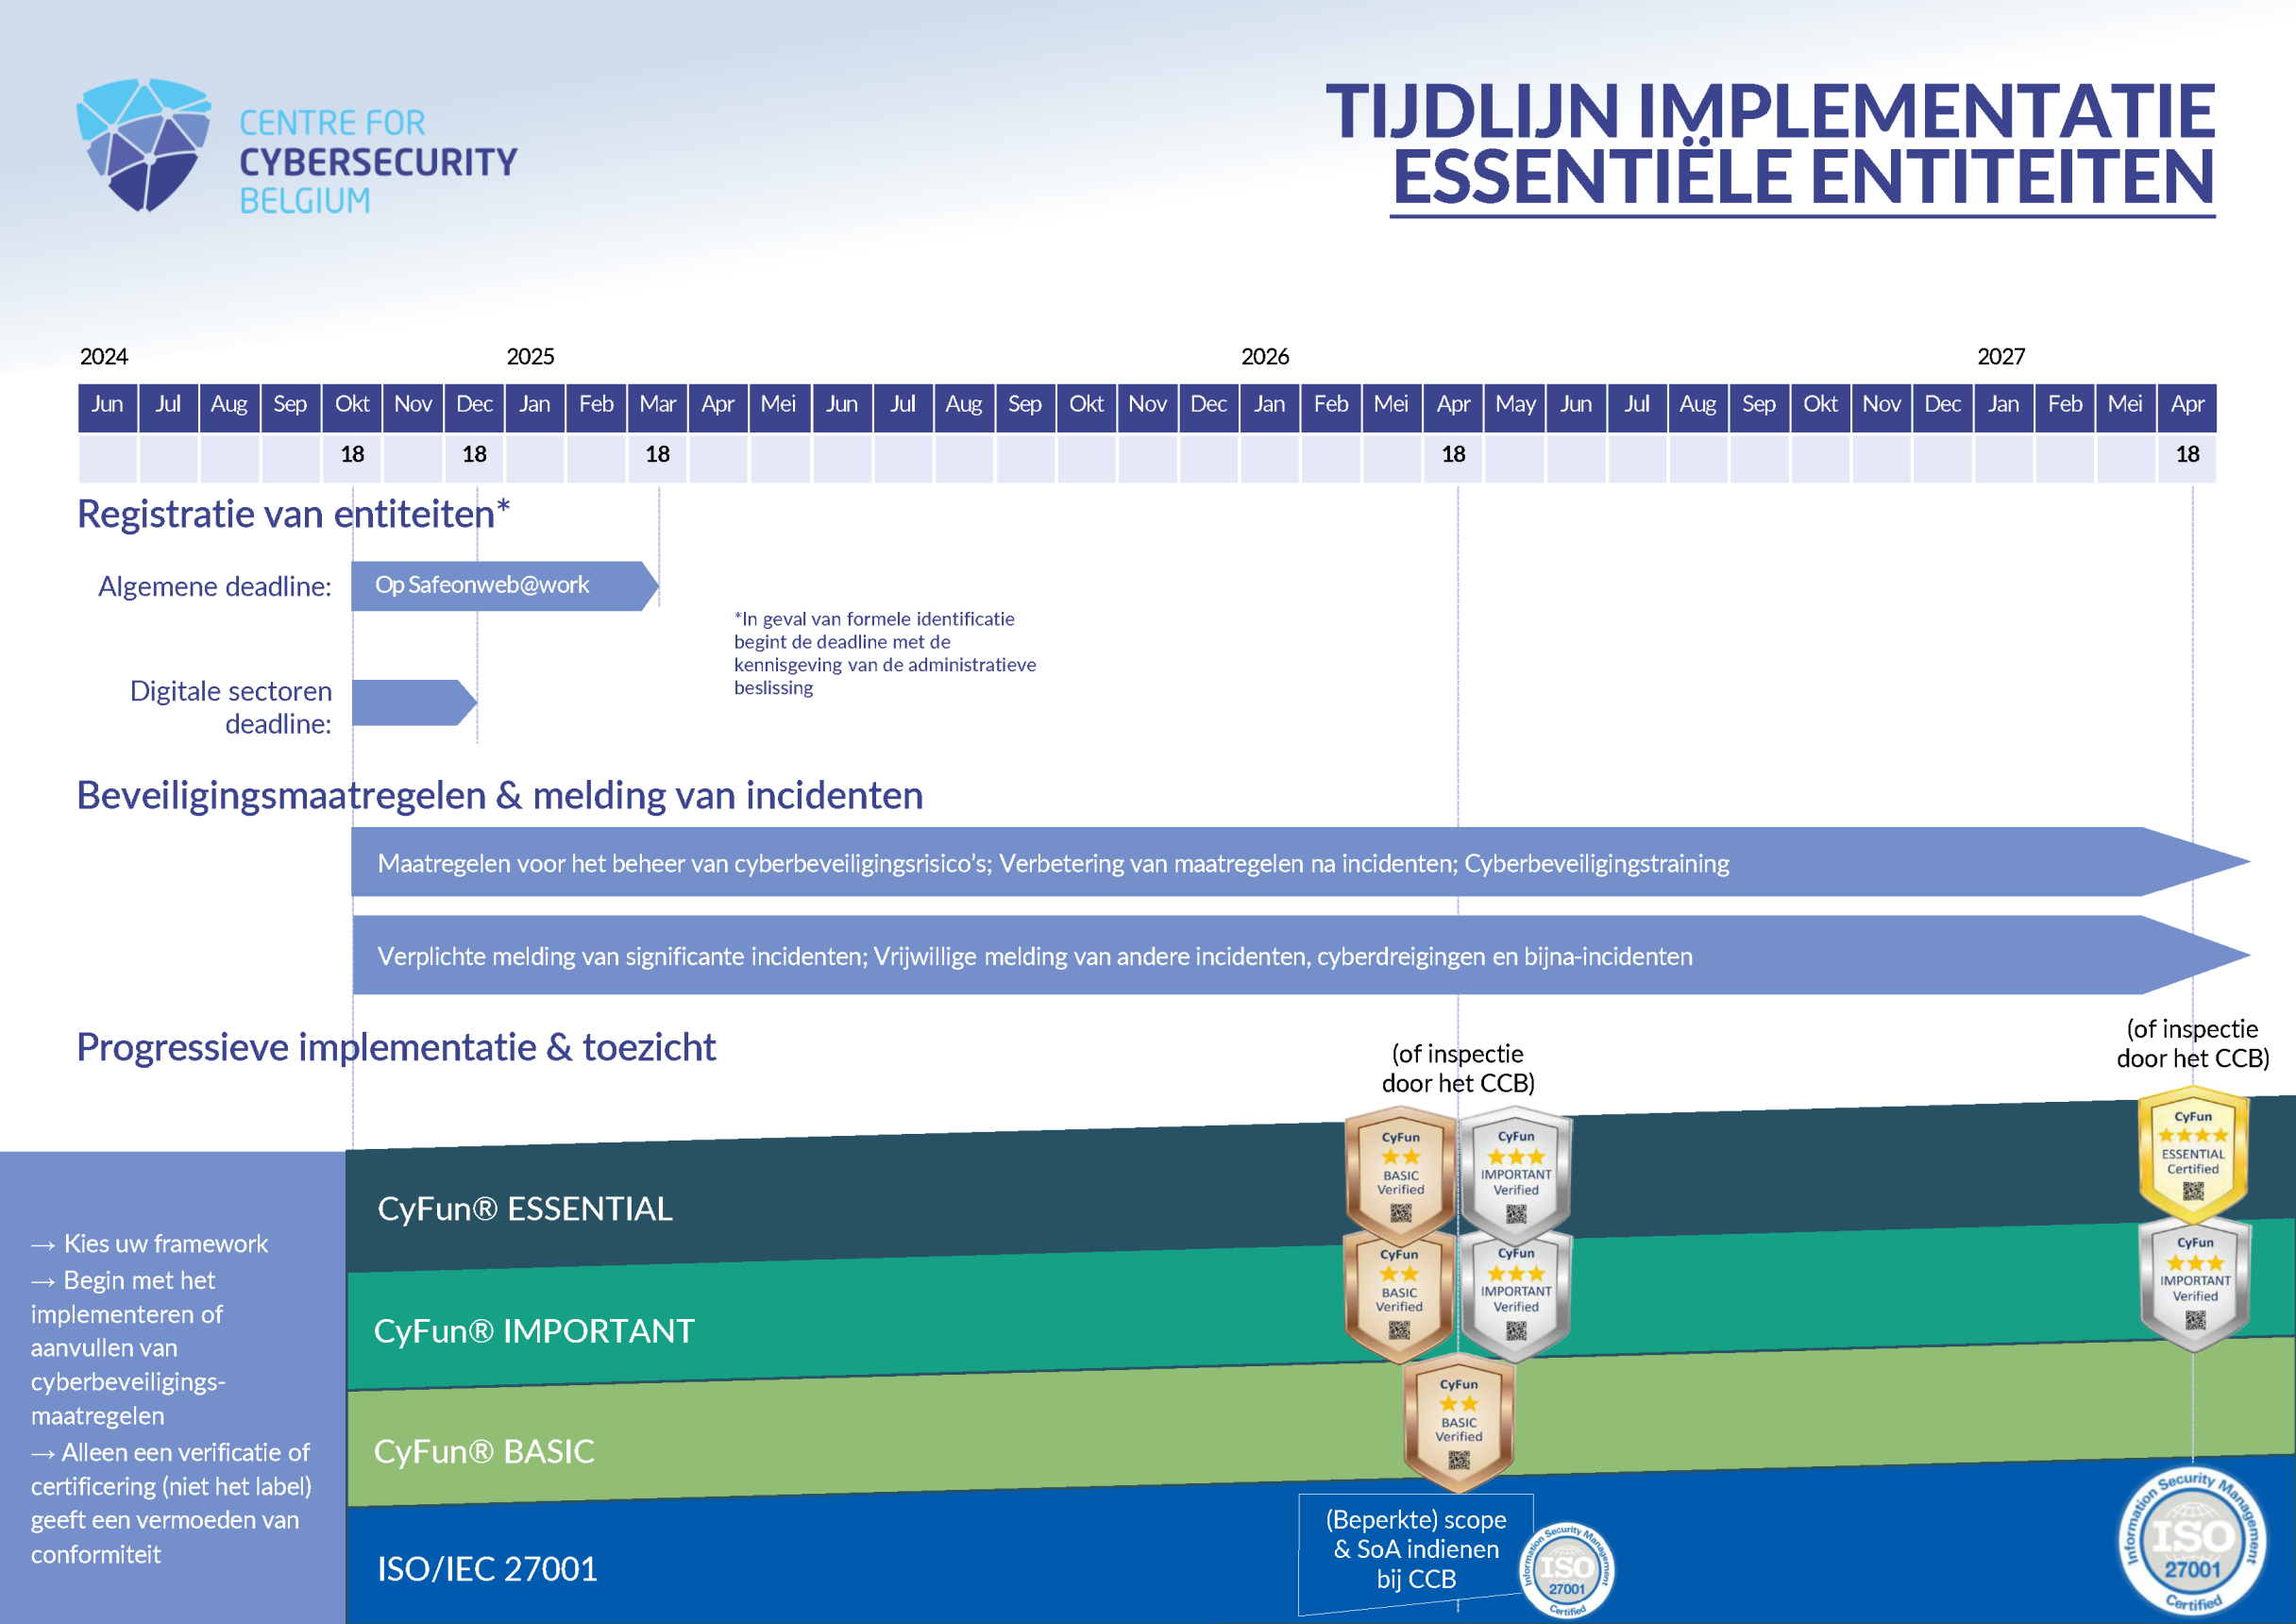 CENTRE FOR
CYBERSECURITY
BELGIUM
TIJDLIJN IMPLEMENTATIE
ESSENTIËLE ENTITEITEN
2024 2025 2026 2027
Jun Jul Aug Sep Okt Nov Dec Jan Feb Mar Apr Mei Jun Jul Aug Sep Okt Nov Dec Jan Feb Mei Apr May Jun Jul Aug Sep Okt Nov Dec Jan Feb Mei Apr
18 18 18 18 18
Registratie van entiteiten*
Algemene deadline:
Op Safeonweb@work
*In geval van formele identificatie
begint de deadline met de
kennisgeving van de administratieve
beslissing
Digitale sectoren
deadline:
Beveiligingsmaatregelen & melding van incidenten
Maatregelen voor het beheer van cyberbeveiligingsrisico's; Verbetering van maatregelen na incidenten; Cyberbeveiligingstraining
Verplichte melding van significante incidenten; Vrijwillige melding van andere incidenten, cyberdreigingen en bijna-incidenten
Progressieve implementatie & toezicht
(of inspectie
door het CCB)
(of inspectie
door het CCB)
→ Kies uw framework
→ Begin met het
implementeren of
aanvullen van
cyberbeveiligings-
maatregelen
→ Alleen een verificatie of
certificering (niet het label)
geeft een vermoeden van
conformiteit
CyFun® ESSENTIAL
CyFun
BASIC
Verified
CyFun
IMPORTANT
Verified
CyFun
ESSENTIAL
Certified
CyFun® IMPORTANT
CyFun
BASIC
Verified
CyFun
IMPORTANT
Verified
CyFun
IMPORTANT
Verified
CyFun® BASIC
CyFun
BASIC
Verified
ISO/IEC 27001
(Beperkte) scope
& SoA indienen
bij CCB
Information Security Management
ISO
27001
Certified
Information Security Management
ISO
27001
Certified